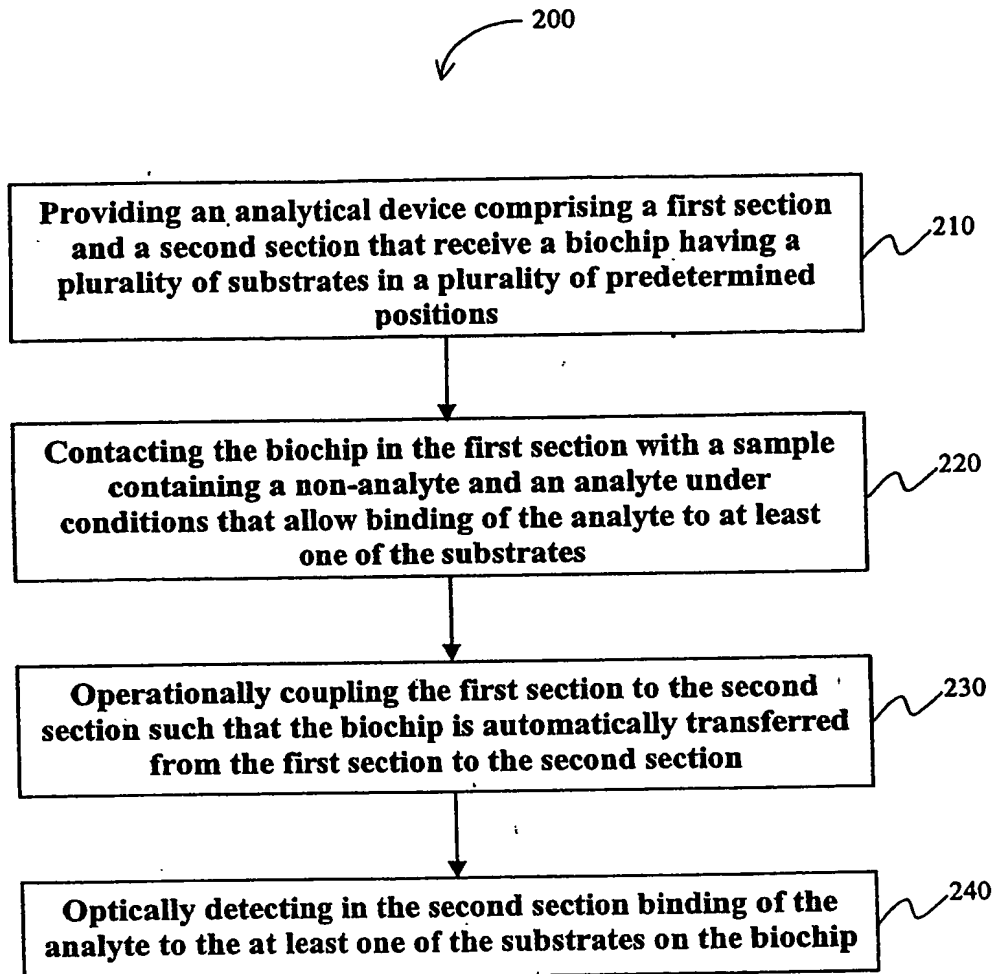 200
Providing an analytical device comprising a first section
and a second section that receive a biochip having a
plurality of substrates in a plurality of predetermined
positions
210
Contacting the biochip in the first section with a sample
containing a non-analyte and an analyte under
conditions that allow binding of the analyte to at least
one of the substrates
220
Operationally coupling the first section to the second
section such that the biochip is automatically transferred
from the first section to the second section
230
Optically detecting in the second section binding of the
analyte to the at least one of the substrates on the biochip
240